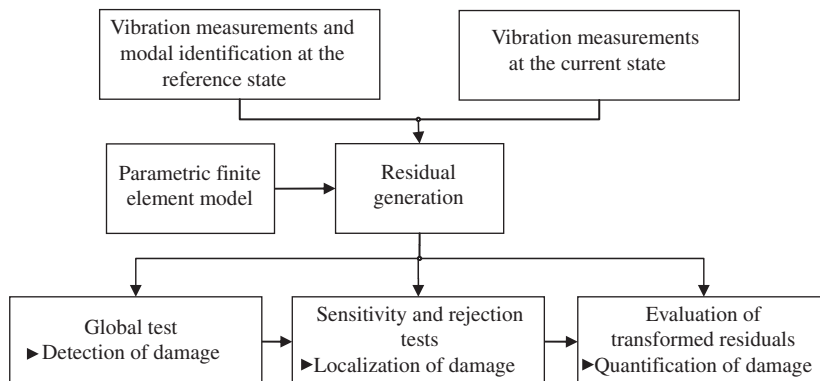 Vibration measurements and
modal identification at the
reference state
Vibration measurements
at the current state
Parametric finite
element model
Residual
generation
Global test
►Detection of damage
Sensitivity and rejection
tests
►Localization of damage
Evaluation of
transformed residuals
►Quantification of damage